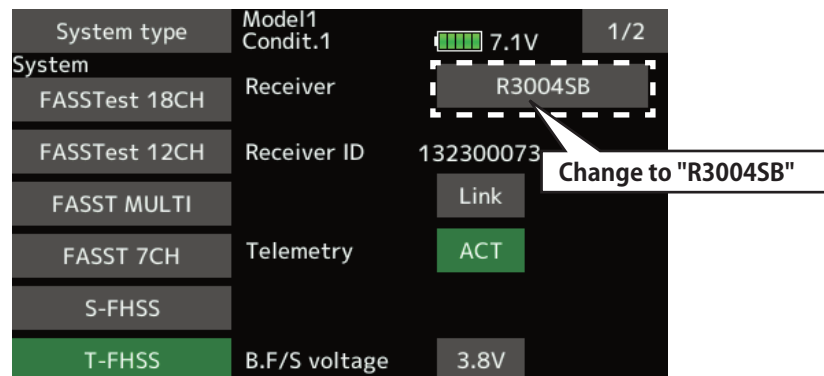 System type
Model1
Condit.1
7.1V
1/2
System
FASSTest 18CH
Receiver
R3004SB
FASSTest 12CH
Receiver ID
132300073
Change to "R3004SB"
FASST MULTI
Link
FASST 7CH
Telemetry
ACT
S-FHSS
T-FHSS
B.F/S voltage
3.8V